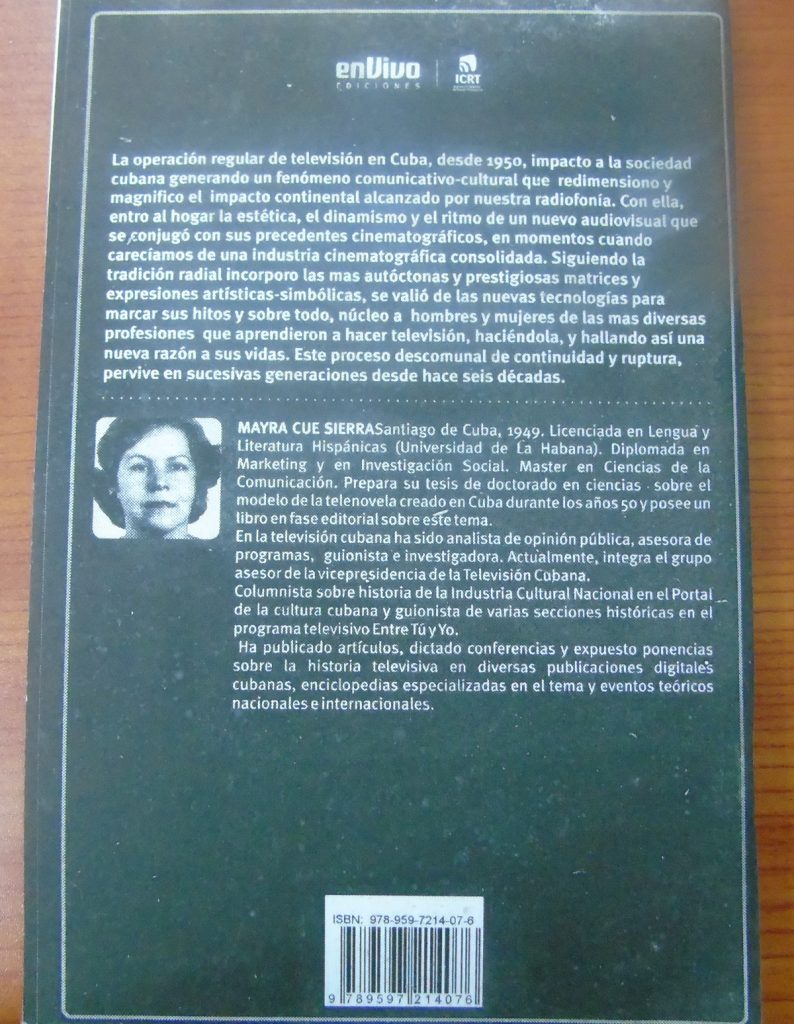 enVivo
EDICIONES
ICRT
La operación regular de televisión en Cuba, desde 1950, impacto a la sociedad
cubana generando un fenómeno comunicativo-cultural que redimensiono y
magnifico el impacto continental alcanzado por nuestra radiofonía. Con ella,
entro al hogar la estética, el dinamismo y el ritmo de un nuevo audiovisual que
se conjugó con sus precedentes cinematográficos, en momentos cuando
carecíamos de una industria cinematográfica consolidada. Siguiendo la
tradición radial incorporo las mas autóctonas y prestigiosas matrices y
expresiones artísticas-simbólicas, se valió de las nuevas tecnologías para
marcar sus hitos y sobre todo, núcleo a hombres y mujeres de las mas diversas
profesiones que aprendieron a hacer televisión, haciéndola, y hallando así una
nueva razón a sus vidas. Este proceso descomunal de continuidad y ruptura,
pervive en sucesivas generaciones desde hace seis décadas.
MAYRA CUE SIERRASantiago de Cuba, 1949. Licenciada en Lengua y
Literatura Hispánicas (Universidad de La Habana). Diplomada en
Marketing y en Investigación Social. Master en Ciencias de la
Comunicación. Prepara su tesis de doctorado en ciencias sobre el
modelo de la telenovela creado en Cuba durante los años 50 y posee un
libro en fase editorial sobre este tema.
En la televisión cubana ha sido analista de opinión pública, asesora de
programas, guionista e investigadora. Actualmente, integra el grupo
asesor de la vicepresidencia de la Televisión Cubana.
Columnista sobre historia de la Industria Cultural Nacional en el Portal
de la cultura cubana y guionista de varias secciones históricas en el
programa televisivo Entre Tú y Yo.
Ha publicado artículos, dictado conferencias y expuesto ponencias
sobre la historia televisiva en diversas publicaciones digitales
cubanas, enciclopedias especializadas en el tema y eventos teóricos
nacionales e internacionales.
ISBN: 978-959-7214-07-6
9 789597 214076